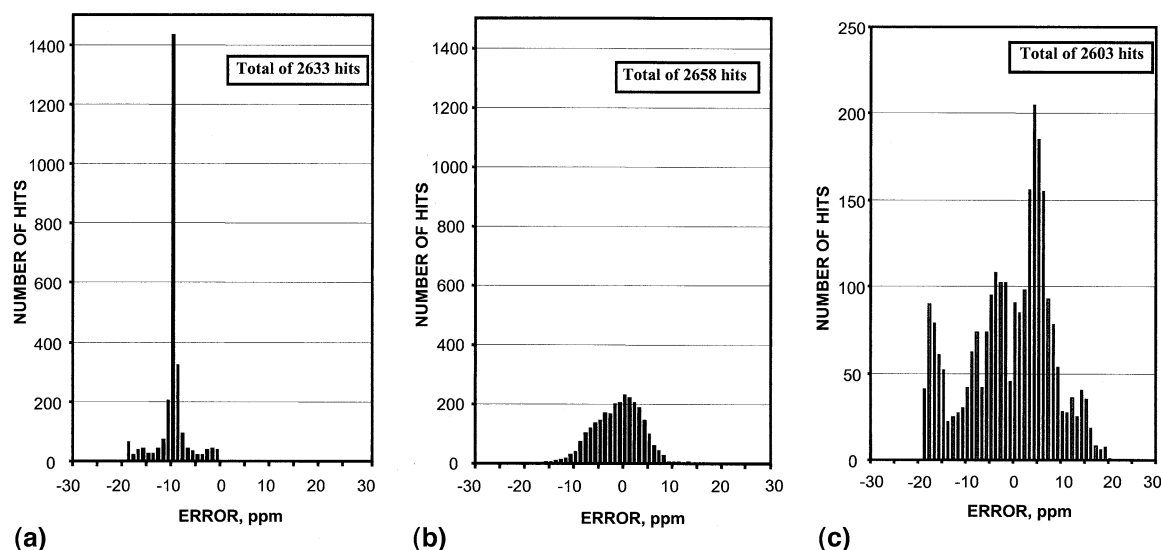 1400
1200
1000
800
600
400
200
0
NUMBER OF HITS
Total of 2633 hits
-30 -20 -10 0 10 20 30
ERROR, ppm
(a)
1400
1200
1000
800
600
400
200
0
NUMBER OF HITS
Total of 2658 hits
-30 -20 -10 0 10 20 30
ERROR, ppm
(b)
250
200
150
100
50
0
NUMBER OF HITS
Total of 2603 hits
-30 -20 -10 0 10 20 30
ERROR, ppm
(c)